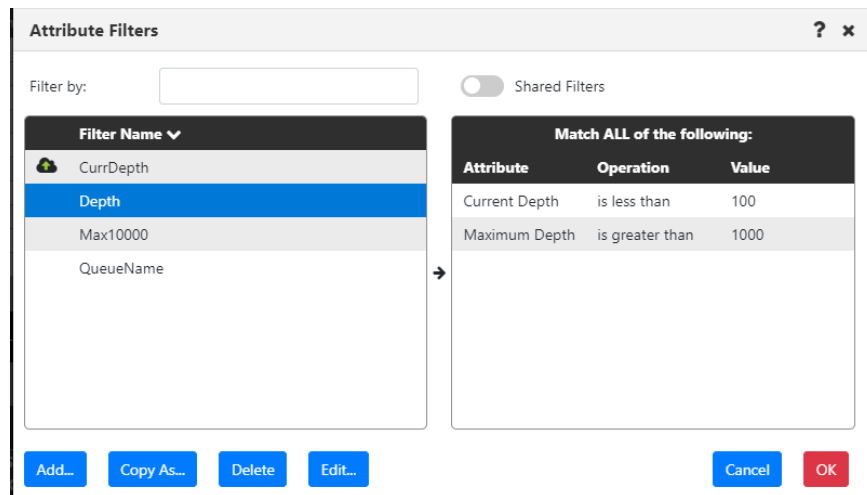 Attribute Filters ? ×
Filter by: Shared Filters
Filter Name
CurrDepth
Depth
Max10000
QueueName
Match ALL of the following:
Attribute Operation Value
Current Depth is less than 100
Maximum Depth is greater than 1000
Add... Copy As... Delete Edit... Cancel OK